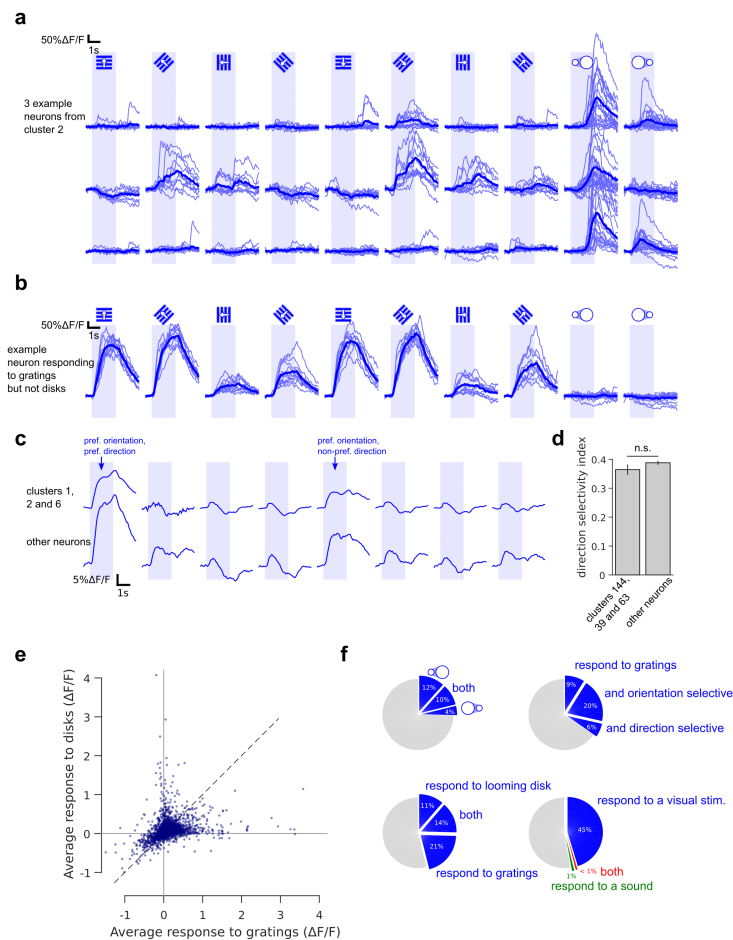 a
50%ΔF/F
1s
3 example
neurons from
cluster 2
b
50%ΔF/F
1s
example
neuron responding
to gratings
but not disks
c
pref. orientation,
pref. direction
pref. orientation,
non-pref. direction
clusters 1,
2 and 6
other neurons
5%ΔF/F
1s
d
n.s.
direction selectivity index
0.4
0.3
0.2
0.1
0
clusters 144,
39 and 63
other neurons
e
Average response to disks (ΔF/F)
4
3
2
1
0
-1
-1
0
1
2
3
4
Average response to gratings (ΔF/F)
f
12%
both
10%
4%
respond to gratings
9%
and orientation selective
20%
and direction selective
6%
respond to looming disk
11%
both
14%
21%
respond to gratings
respond to a visual stim.
45%
< 1% both
1%
respond to a sound